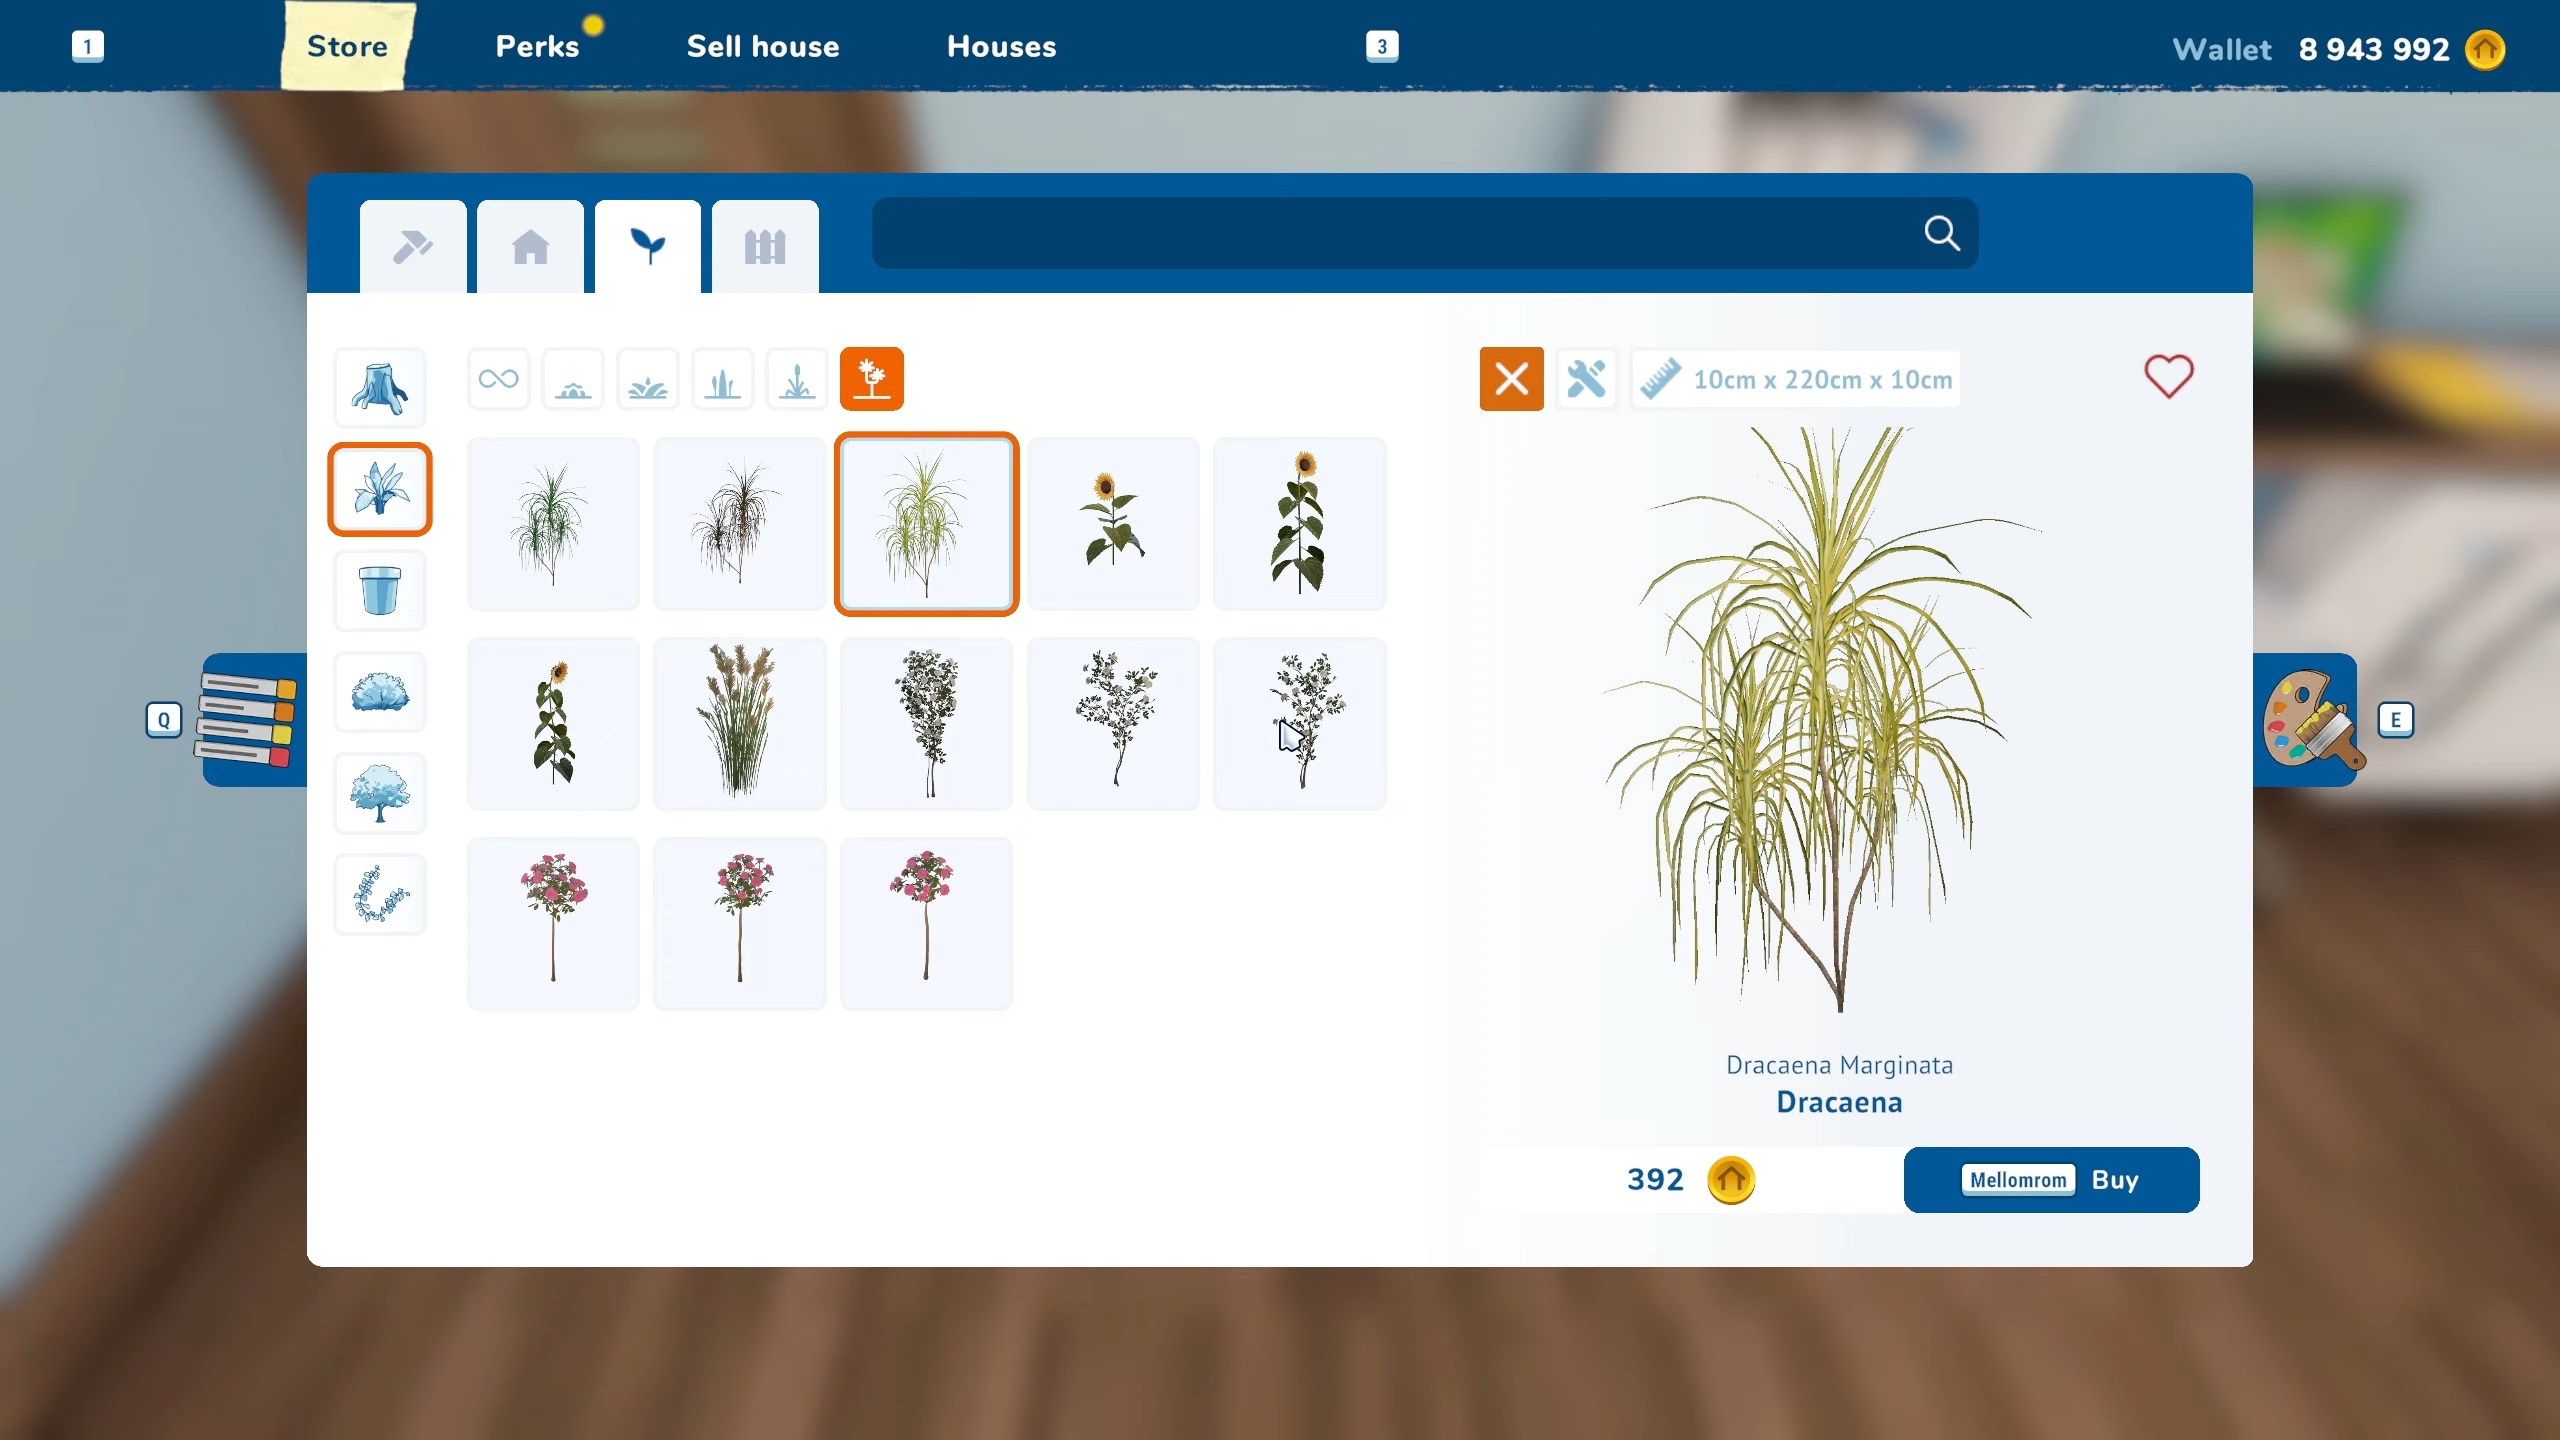 1
Store
Perks
Sell house
Houses
3
Wallet 8 943 992
10cm x 220cm x 10cm
Q
E
Dracaena Marginata
Dracaena
392
Mellomrom Buy